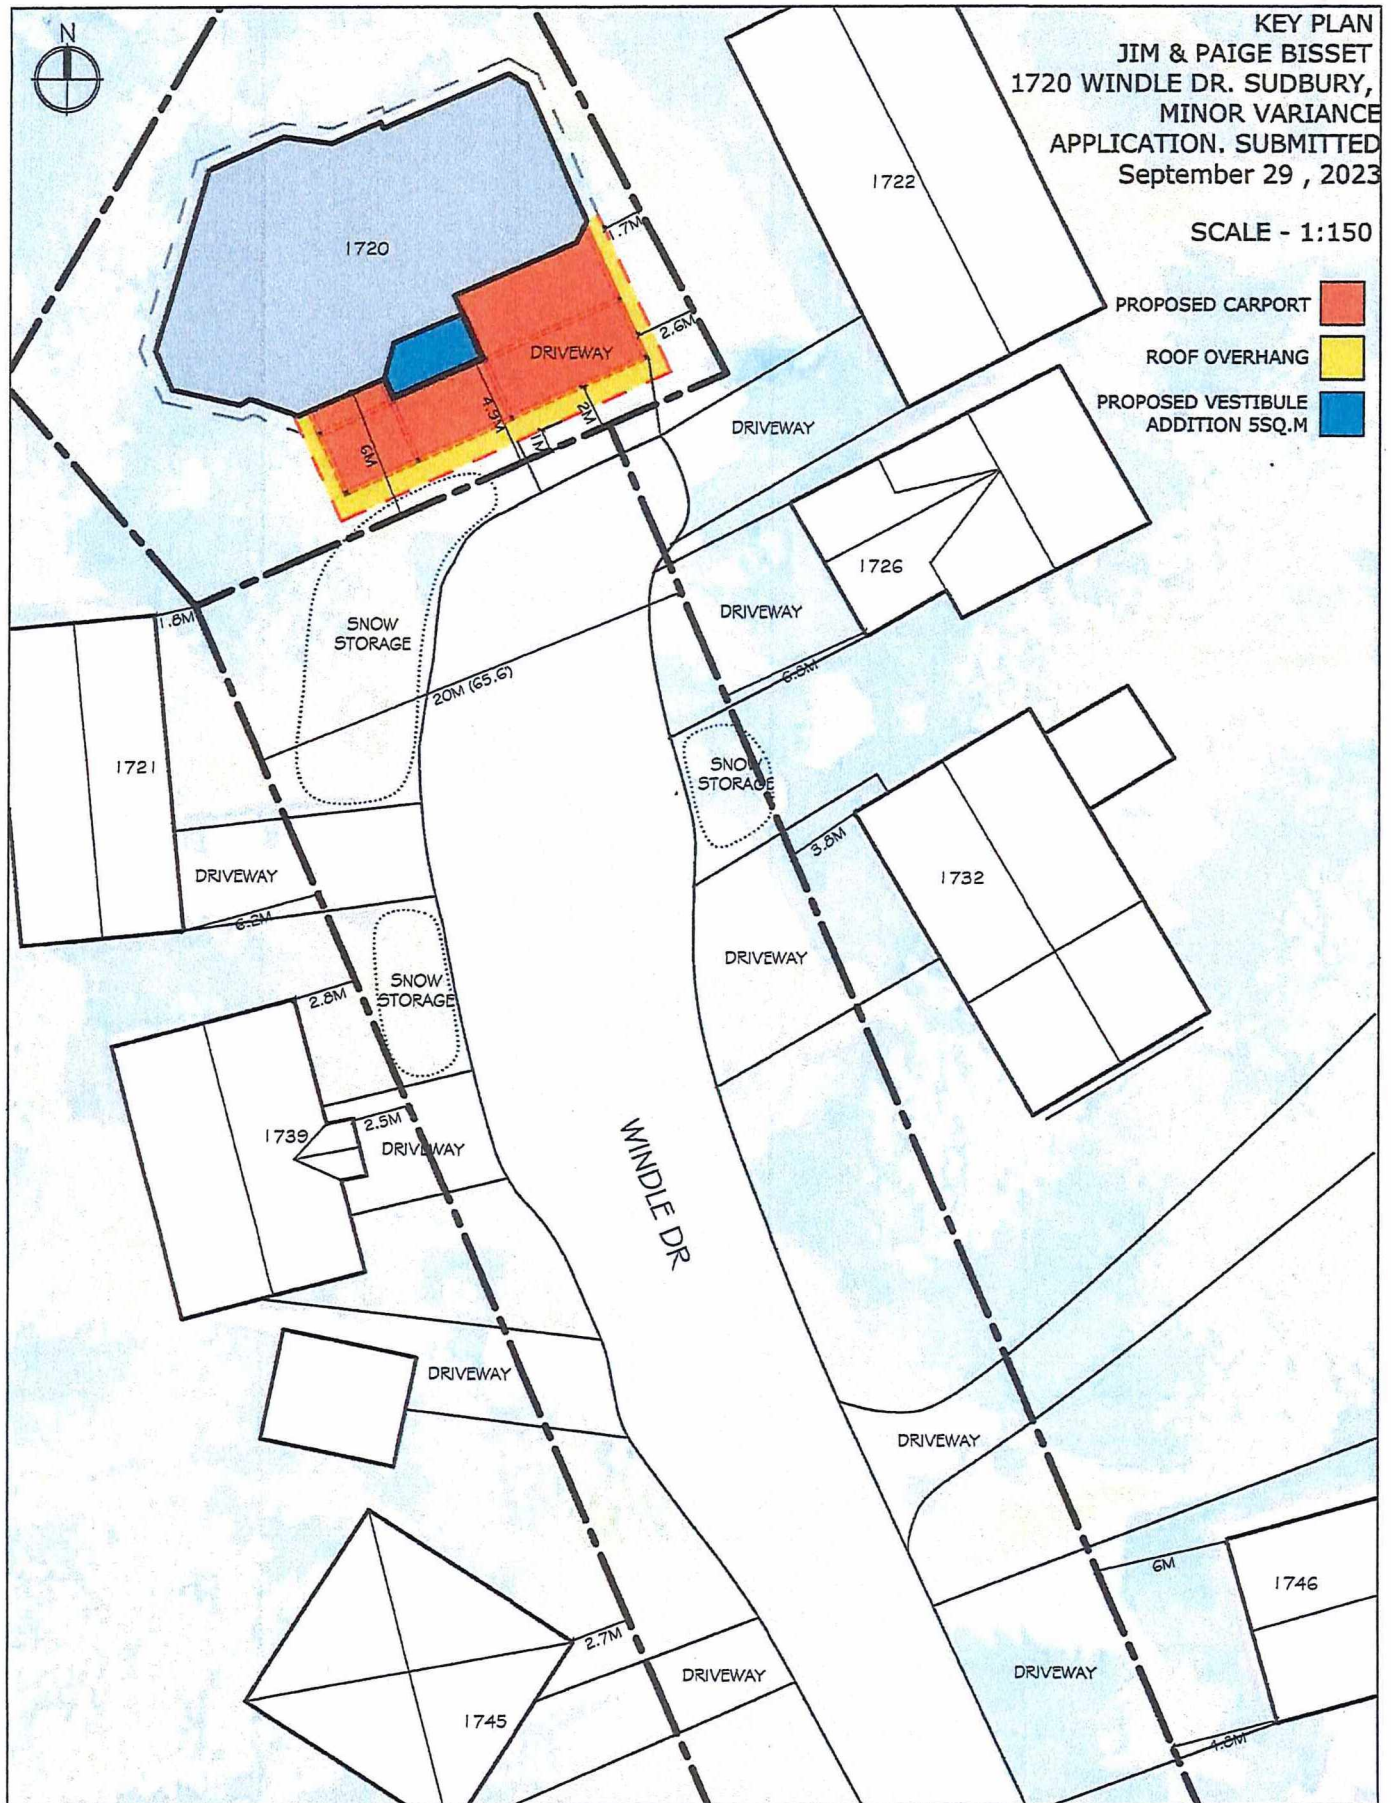 N
KEY PLAN
JIM & PAIGE BISSET
1720 WINDLE DR. SUDBURY,
MINOR VARIANCE
APPLICATION. SUBMITTED
September 29 , 2023
SCALE - 1:150
PROPOSED CARPORT
ROOF OVERHANG
PROPOSED VESTIBULE
ADDITION 5SQ.M
1722
1720
1.7M
2.6M
DRIVEWAY
4.9M
2M
1M
6M
DRIVEWAY
1726
DRIVEWAY
6.8M
1.8M
SNOW
STORAGE
20M (65.6)
1721
SNOW
STORAGE
3.8M
1732
DRIVEWAY
6.2M
DRIVEWAY
SNOW
STORAGE
2.8M
1739
2.5M
DRIVEWAY
WINDLE DR
DRIVEWAY
DRIVEWAY
6M
1746
2.7M
DRIVEWAY
DRIVEWAY
1745
4.8M